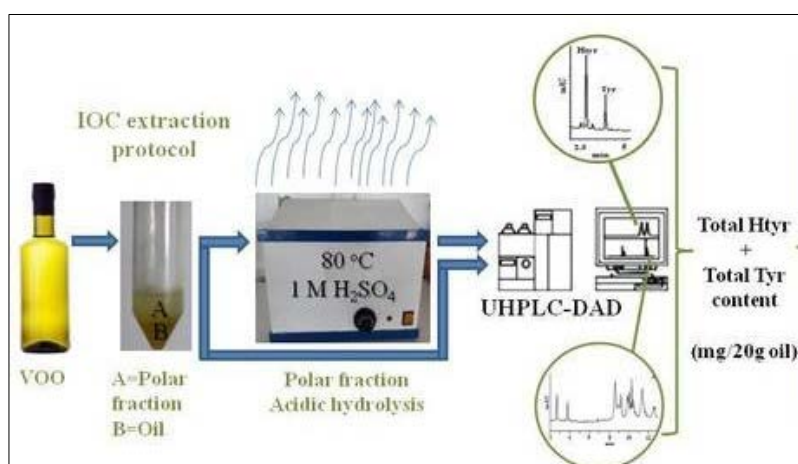 IOC extraction
protocol
VOO
A
B
A=Polar
fraction
B=Oil
80 °C
1 M H₂SO₄
Polar fraction
Acidic hydrolysis
UHPLC-DAD
Htyr
Tyr
min
Total Htyr
+
Total Tyr
content
(mg/20g oil)